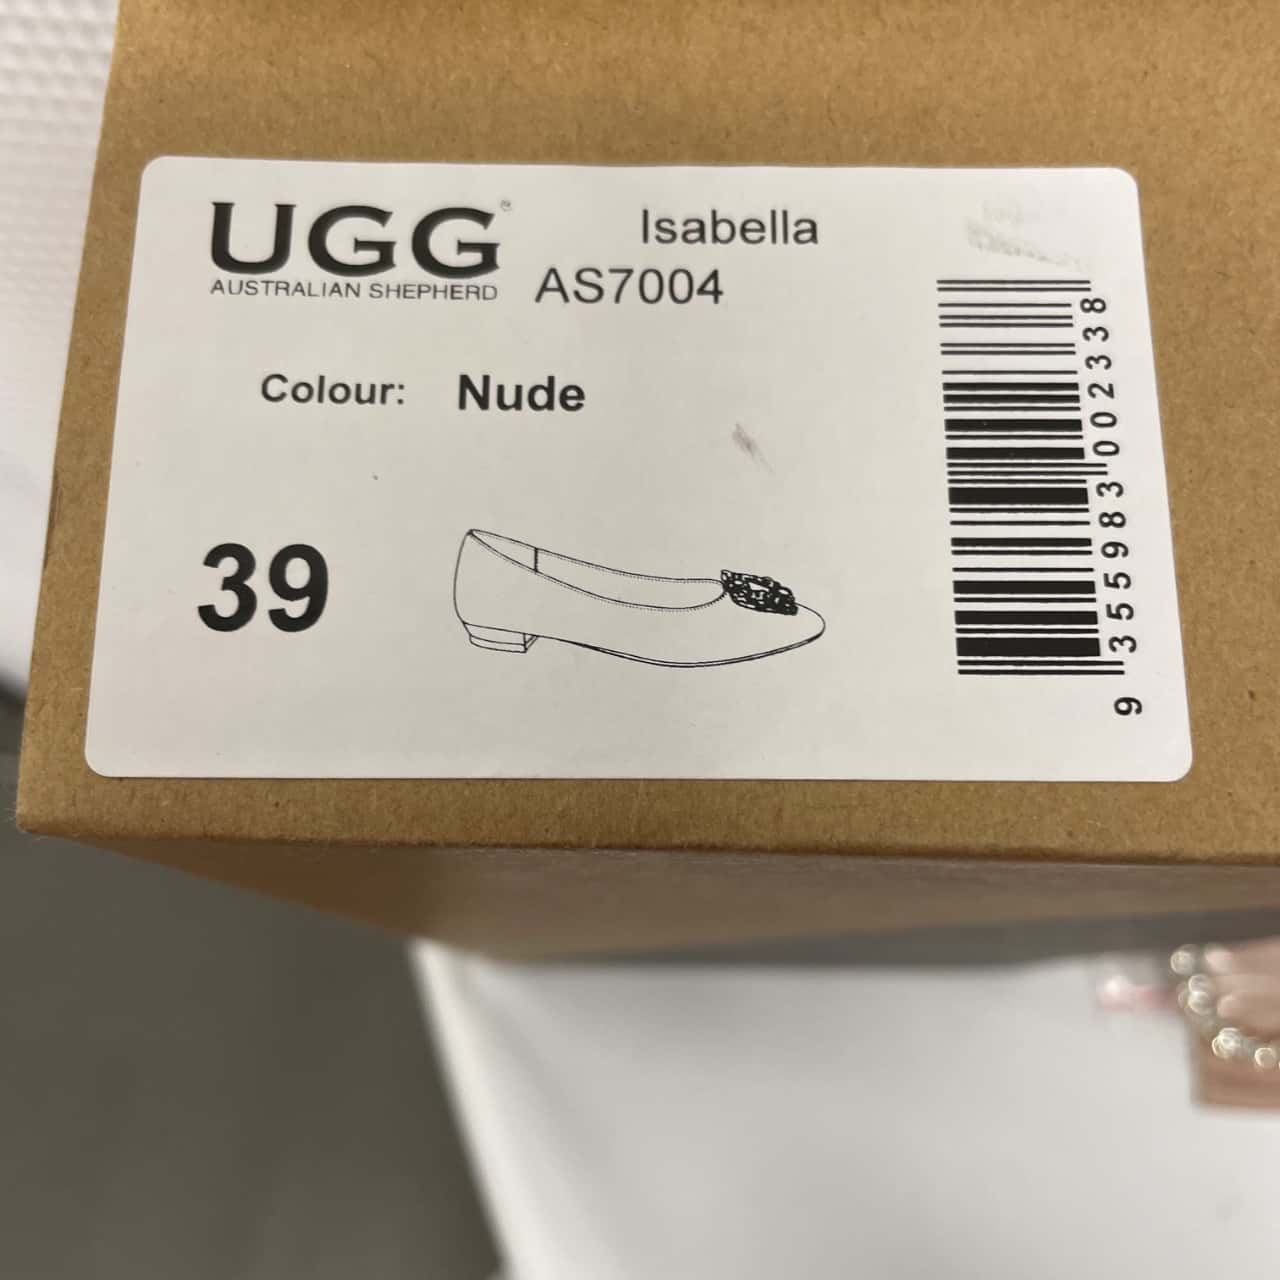 UGG®
AUSTRALIAN SHEPHERD
Isabella
AS7004
Colour: Nude
39
9 355983 002338